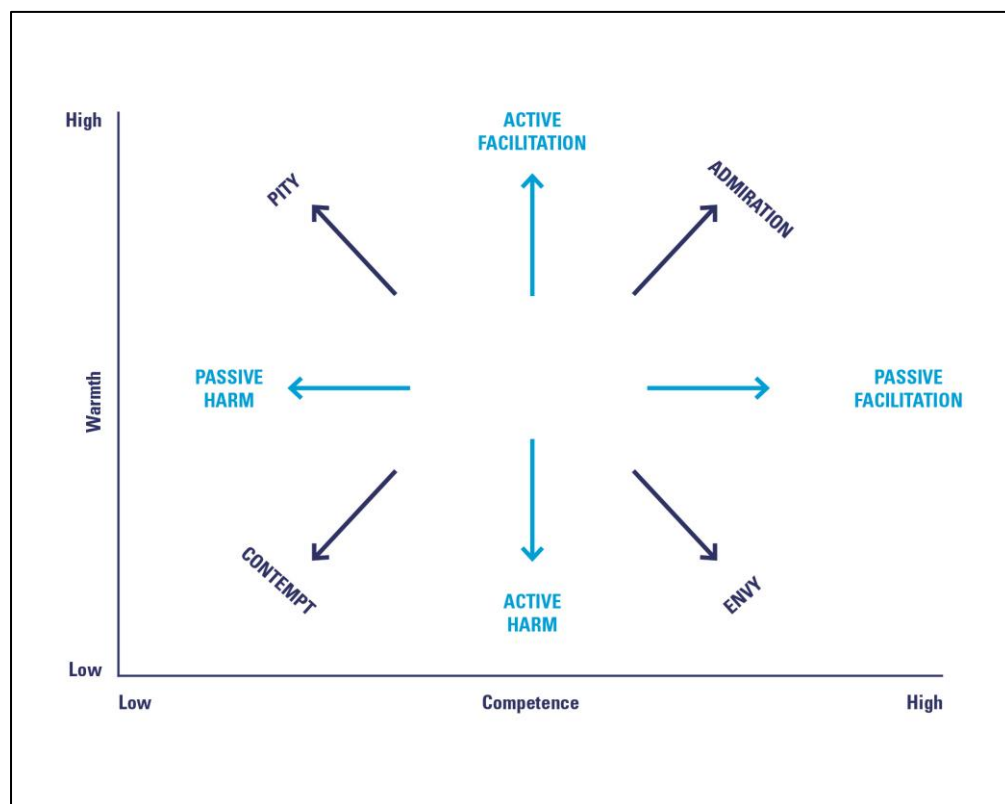 High
ACTIVE
FACILITATION
PITY
ADMIRATION
Warmth
PASSIVE
HARM
PASSIVE
FACILITATION
CONTEMPT
ACTIVE
HARM
ENVY
Low
Low
Competence
High